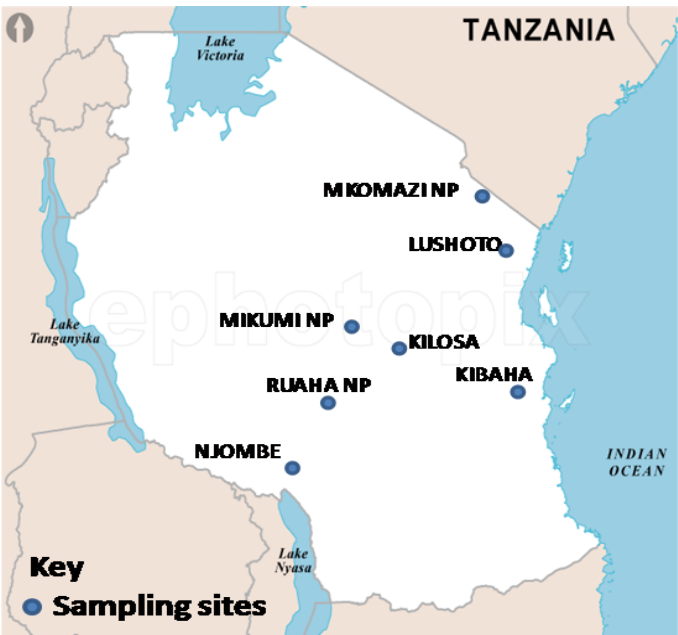 TANZANIA
Lake
Victoria
MKOMAZI NP
LUSHOTO
ephotopix
MIKUMI NP
KILOSA
Lake
Tanganyika
KIBAHA
RUAHA NP
NJOMBE
INDIAN
OCEAN
Lake
Nyasa
Key
Sampling sites